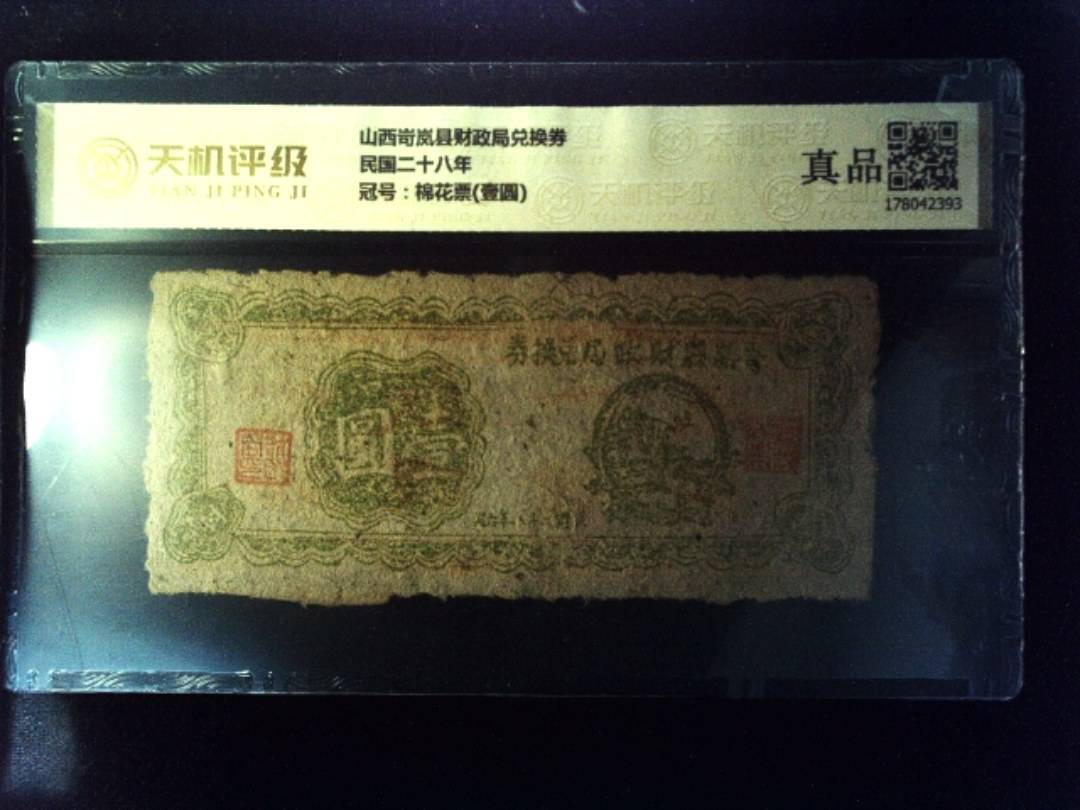 天机评级
TIAN JI PING JI
山西岢岚县财政局兑换券
民国二十八年
冠号：棉花票(壹圆)
真品
178042393
券换兑局政财縣嵐岢
圓壹